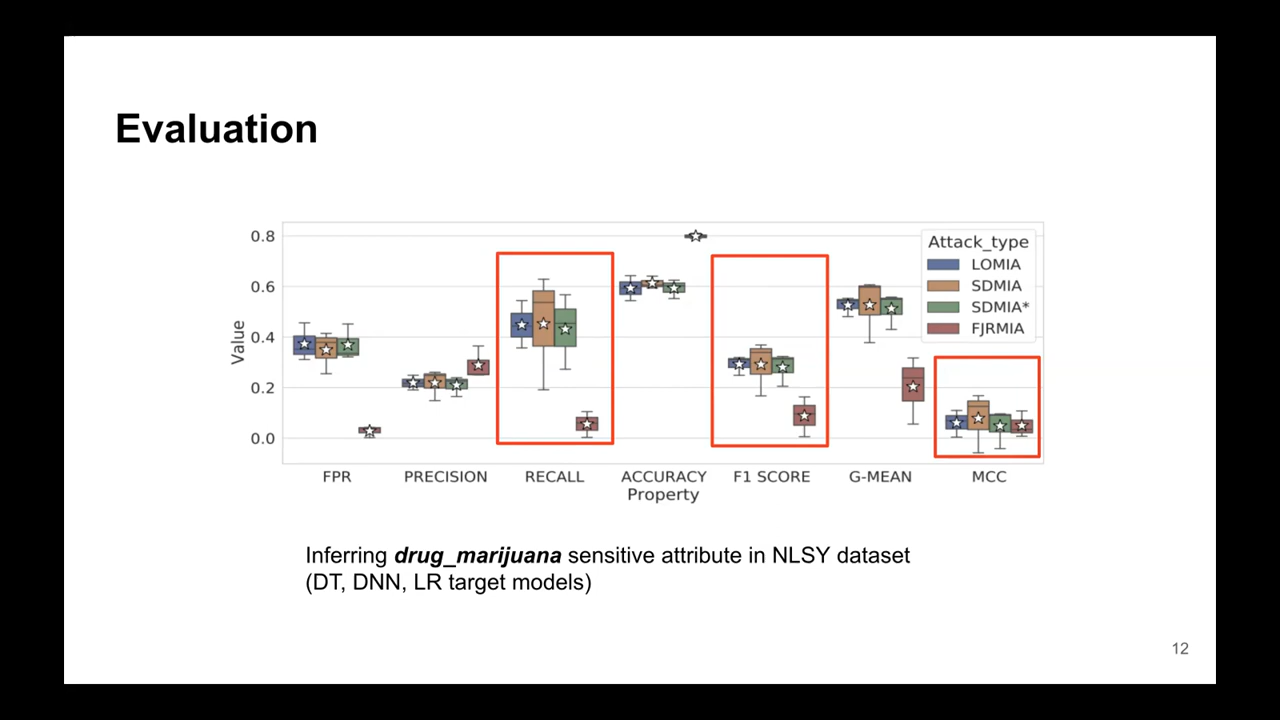 Evaluation
0.8
0.6
0.4
0.2
0.0
Value
Attack_type
LOMIA
SDMIA
SDMIA*
FJRMIA
FPR PRECISION RECALL ACCURACY F1 SCORE G-MEAN MCC
Property
Inferring drug_marijuana sensitive attribute in NLSY dataset
(DT, DNN, LR target models)
12